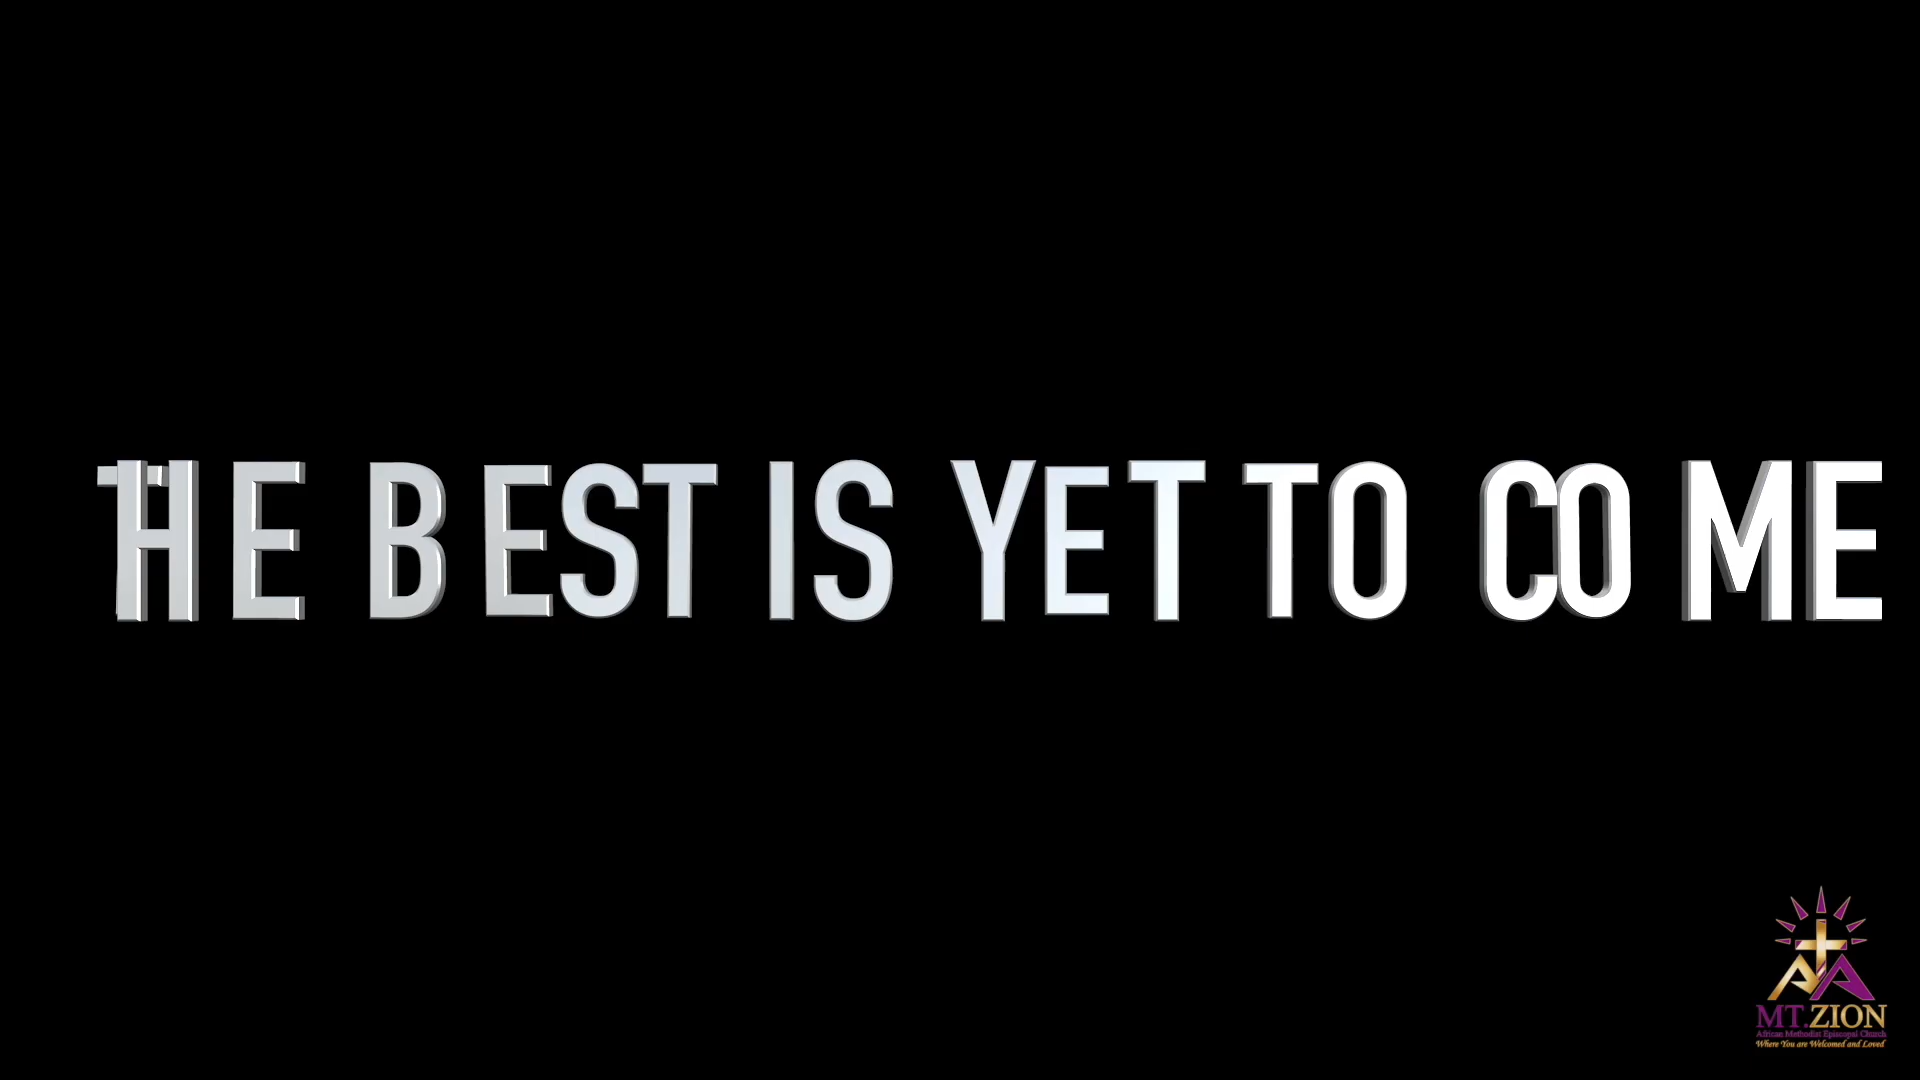 THE BEST IS YET TO COME
MT.ZION
African Methodist Episcopal Church
Where You are Welcomed and Loved